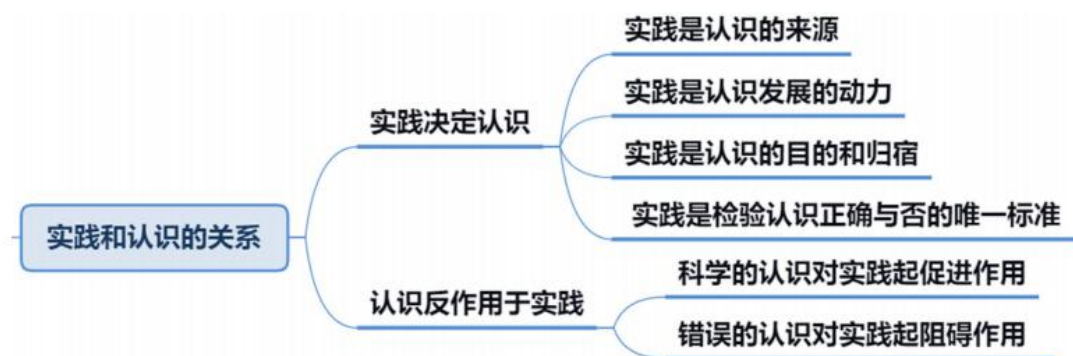 实践和认识的关系
实践决定认识
实践是认识的来源
实践是认识发展的动力
实践是认识的目的和归宿
实践是检验认识正确与否的唯一标准
认识反作用于实践
科学的认识对实践起促进作用
错误的认识对实践起阻碍作用